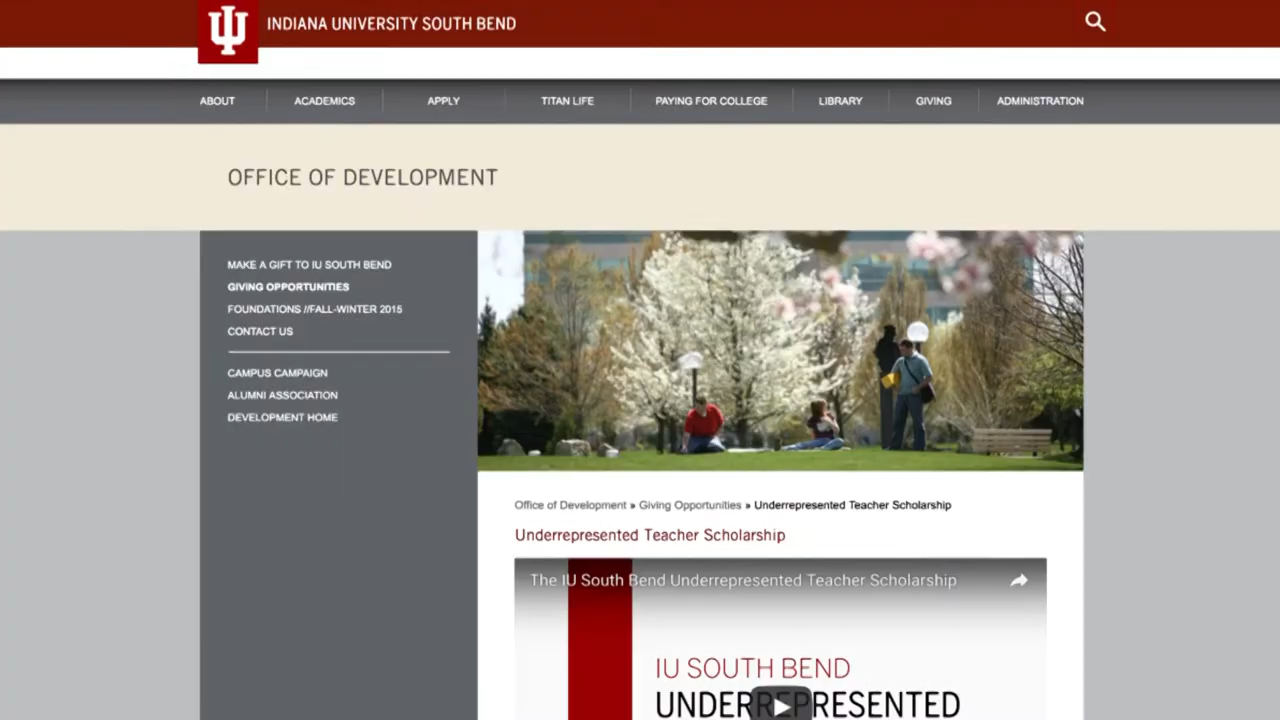 INDIANA UNIVERSITY SOUTH BEND
ABOUT ACADEMICS APPLY TITAN LIFE PAYING FOR COLLEGE LIBRARY GIVING ADMINISTRATION
OFFICE OF DEVELOPMENT
MAKE A GIFT TO IU SOUTH BEND
GIVING OPPORTUNITIES
FOUNDATIONS //FALL-WINTER 2015
CONTACT US
CAMPUS CAMPAIGN
ALUMNI ASSOCIATION
DEVELOPMENT HOME
Office of Development » Giving Opportunities » Underrepresented Teacher Scholarship
Underrepresented Teacher Scholarship
The IU South Bend Underrepresented Teacher Scholarship
IU SOUTH BEND
UNDERREPRESENTED